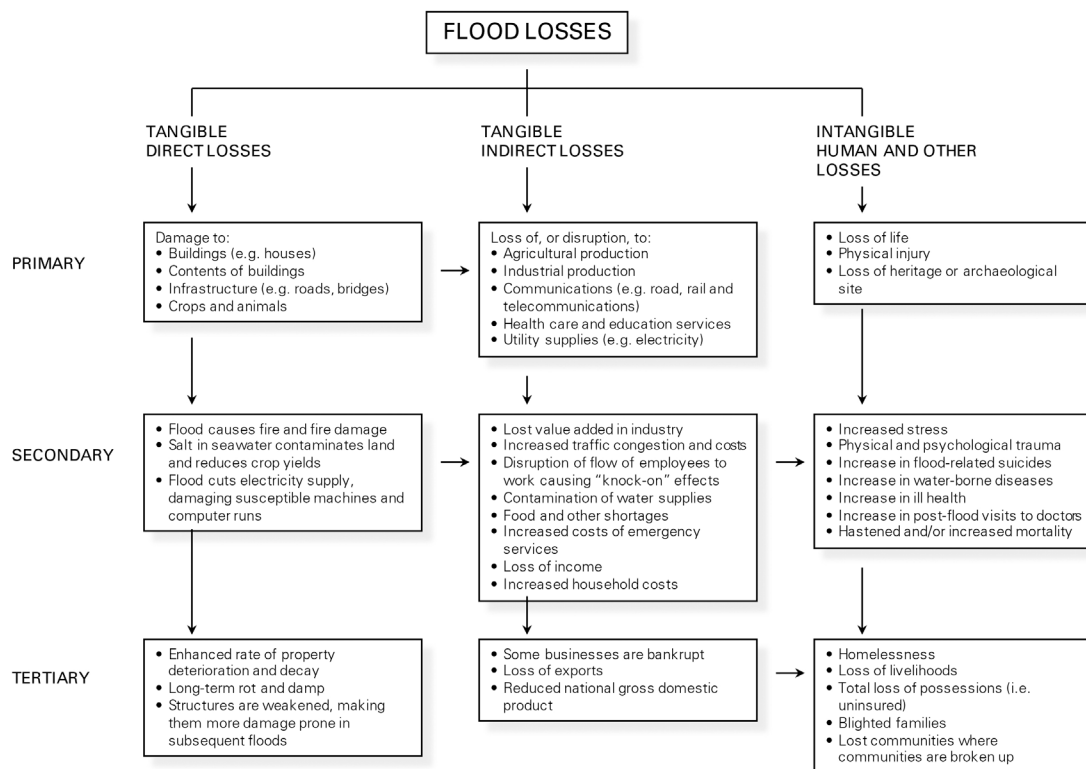 FLOOD LOSSES
TANGIBLE
DIRECT LOSSES
TANGIBLE
INDIRECT LOSSES
INTANGIBLE
HUMAN AND OTHER
LOSSES
PRIMARY
Damage to:
• Buildings (e.g. houses)
• Contents of buildings
• Infrastructure (e.g. roads, bridges)
• Crops and animals
Loss of, or disruption, to:
• Agricultural production
• Industrial production
• Communications (e.g. road, rail and
telecommunications)
• Health care and education services
• Utility supplies (e.g. electricity)
• Loss of life
• Physical injury
• Loss of heritage or archaeological
site
SECONDARY
• Flood causes fire and fire damage
• Salt in seawater contaminates land
and reduces crop yields
• Flood cuts electricity supply,
damaging susceptible machines and
computer runs
• Lost value added in industry
• Increased traffic congestion and costs
• Disruption of flow of employees to
work causing “knock-on” effects
• Contamination of water supplies
• Food and other shortages
• Increased costs of emergency
services
• Loss of income
• Increased household costs
• Increased stress
• Physical and psychological trauma
• Increase in flood-related suicides
• Increase in water-borne diseases
• Increase in ill health
• Increase in post-flood visits to doctors
• Hastened and/or increased mortality
TERTIARY
• Enhanced rate of property
deterioration and decay
• Long-term rot and damp
• Structures are weakened, making
them more damage prone in
subsequent floods
• Some businesses are bankrupt
• Loss of exports
• Reduced national gross domestic
product
• Homelessness
• Loss of livelihoods
• Total loss of possessions (i.e.
uninsured)
• Blighted families
• Lost communities where
communities are broken up